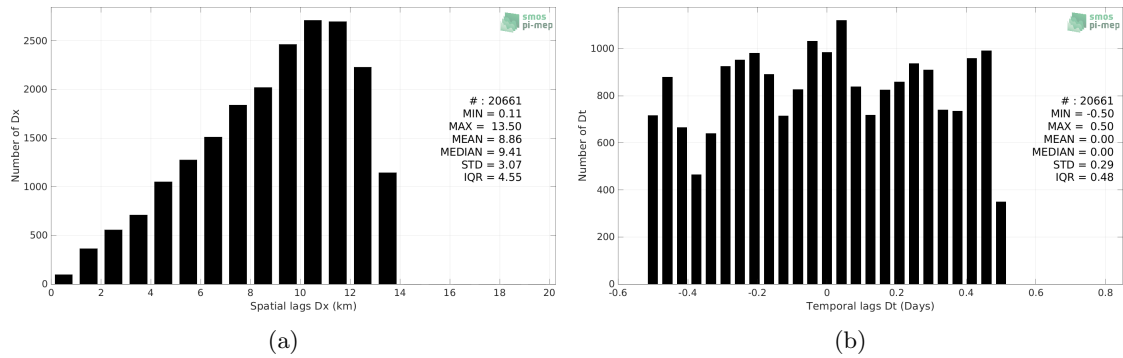 smos
pi-mep
2500
2000
1500
1000
500
0
Number of Dx
# : 20661
MIN = 0.11
MAX = 13.50
MEAN = 8.86
MEDIAN = 9.41
STD = 3.07
IQR = 4.55
0 2 4 6 8 10 12 14 16 18 20
Spatial lags Dx (km)
(a)
smos
pi-mep
1000
800
600
400
200
0
Number of Dt
# : 20661
MIN = -0.50
MAX = 0.50
MEAN = 0.00
MEDIAN = 0.00
STD = 0.29
IQR = 0.48
-0.6 -0.4 -0.2 0 0.2 0.4 0.6 0.8
Temporal lags Dt (Days)
(b)